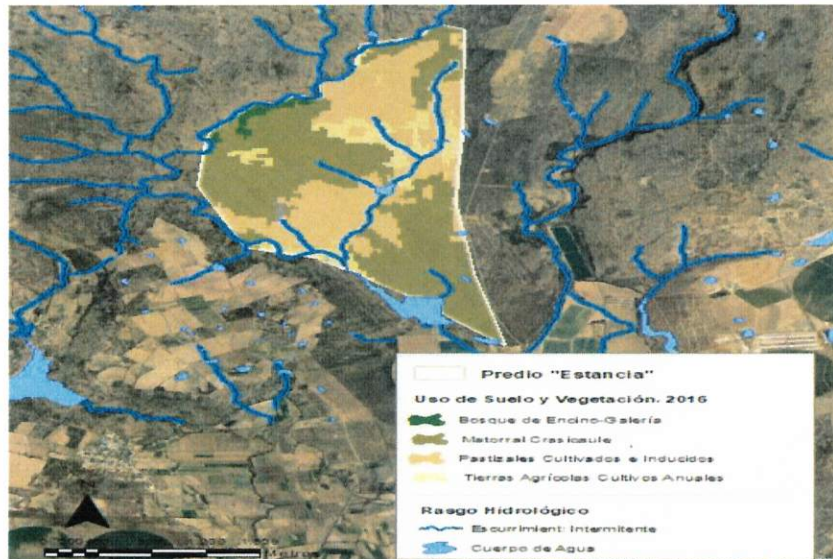 Predio "Estancia"
Uso de Suelo y Vegetación. 2016
Bosque de Encino-Galería
Matorral Crasicaule
Pastizales Cultivados e Inducidos
Tierras Agrícolas Cultivos Anuales
Rasgo Hidrológico
Escurrimient: Intermitente
Cuerpo de Agua
Metros